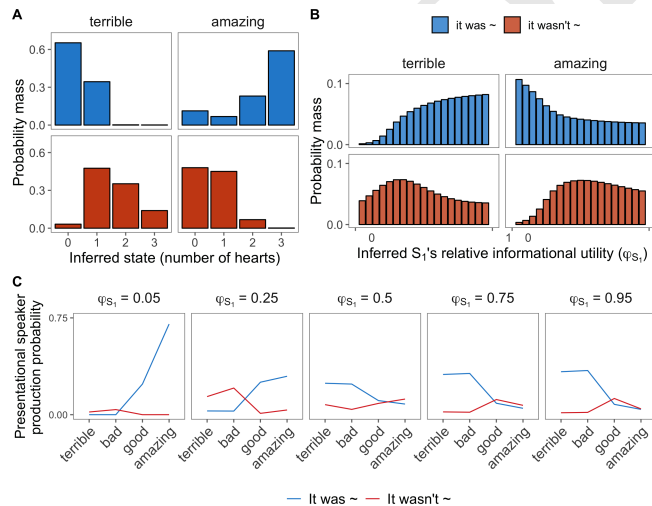 A
terrible
amazing
Probability mass
0.6
0.3
0.0
0.6
0.3
0.0
0 1 2 3
0 1 2 3
Inferred state (number of hearts)
B
it was ~
it wasn't ~
terrible
amazing
Probability mass
0.1
0.0
0.1
0.0
0
1 0
1
Inferred S₁'s relative informational utility (φS₁)
C
φS₁ = 0.05
φS₁ = 0.25
φS₁ = 0.5
φS₁ = 0.75
φS₁ = 0.95
Presentational speaker
production probability
0.75
0.00
terrible bad good amazing
terrible bad good amazing
terrible bad good amazing
terrible bad good amazing
terrible bad good amazing
It was ~
It wasn't ~